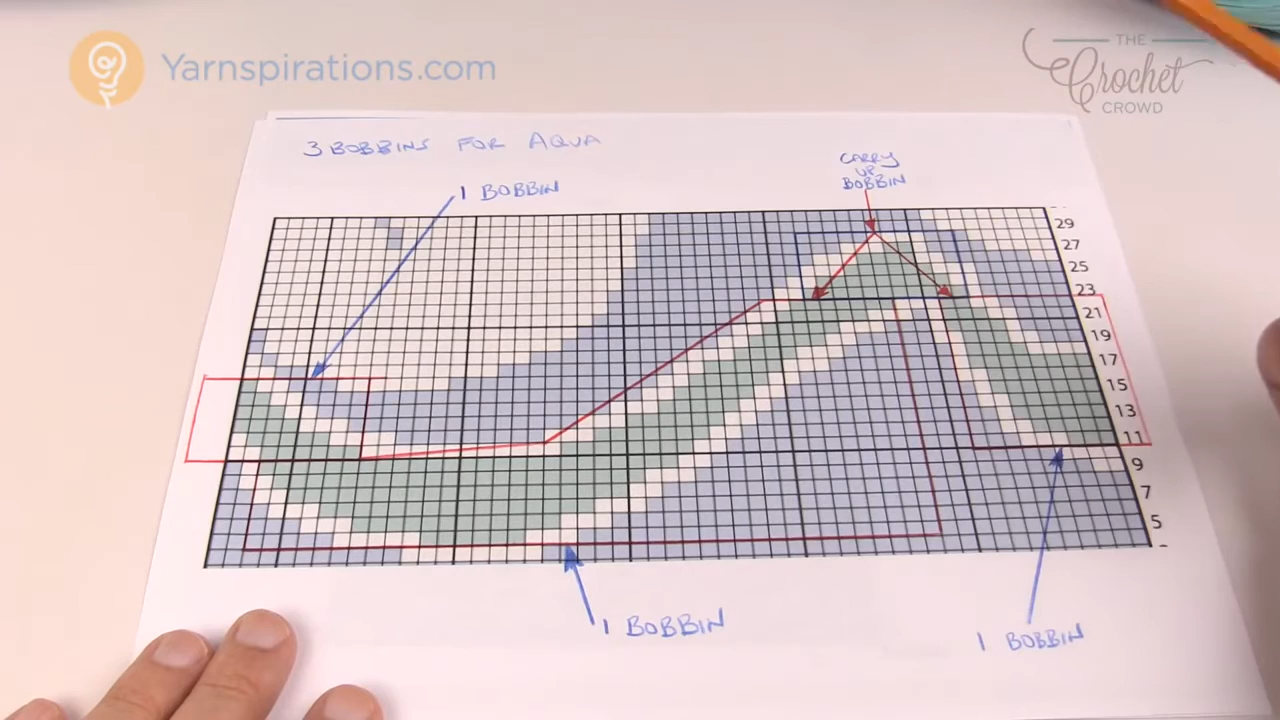 Yarnspirations.com
THE
Crochet
CROWD
3 BOBBINS FOR AQUA
CARRY
UP
BOBBIN
1 BOBBIN
29
27
25
23
21
19
17
15
13
11
9
7
5
1 BOBBIN
1 BOBBIN